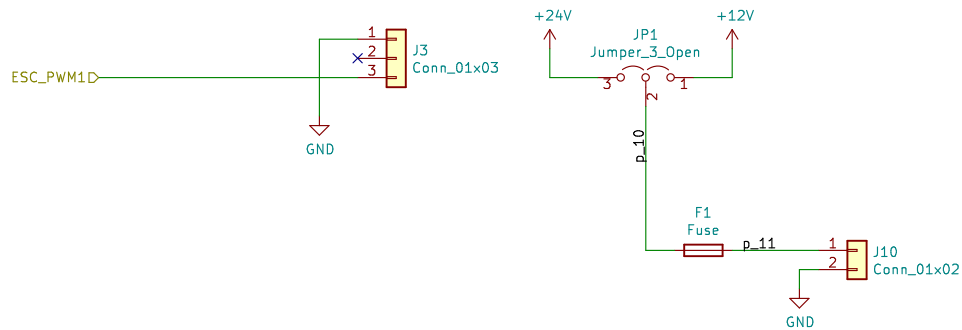 +24V
+12V
JP1
Jumper_3_Open
3
2
1
1
2
3
J3
Conn_01x03
ESC_PWM1
GND
p_10
F1
Fuse
p_11
1
2
J10
Conn_01x02
GND